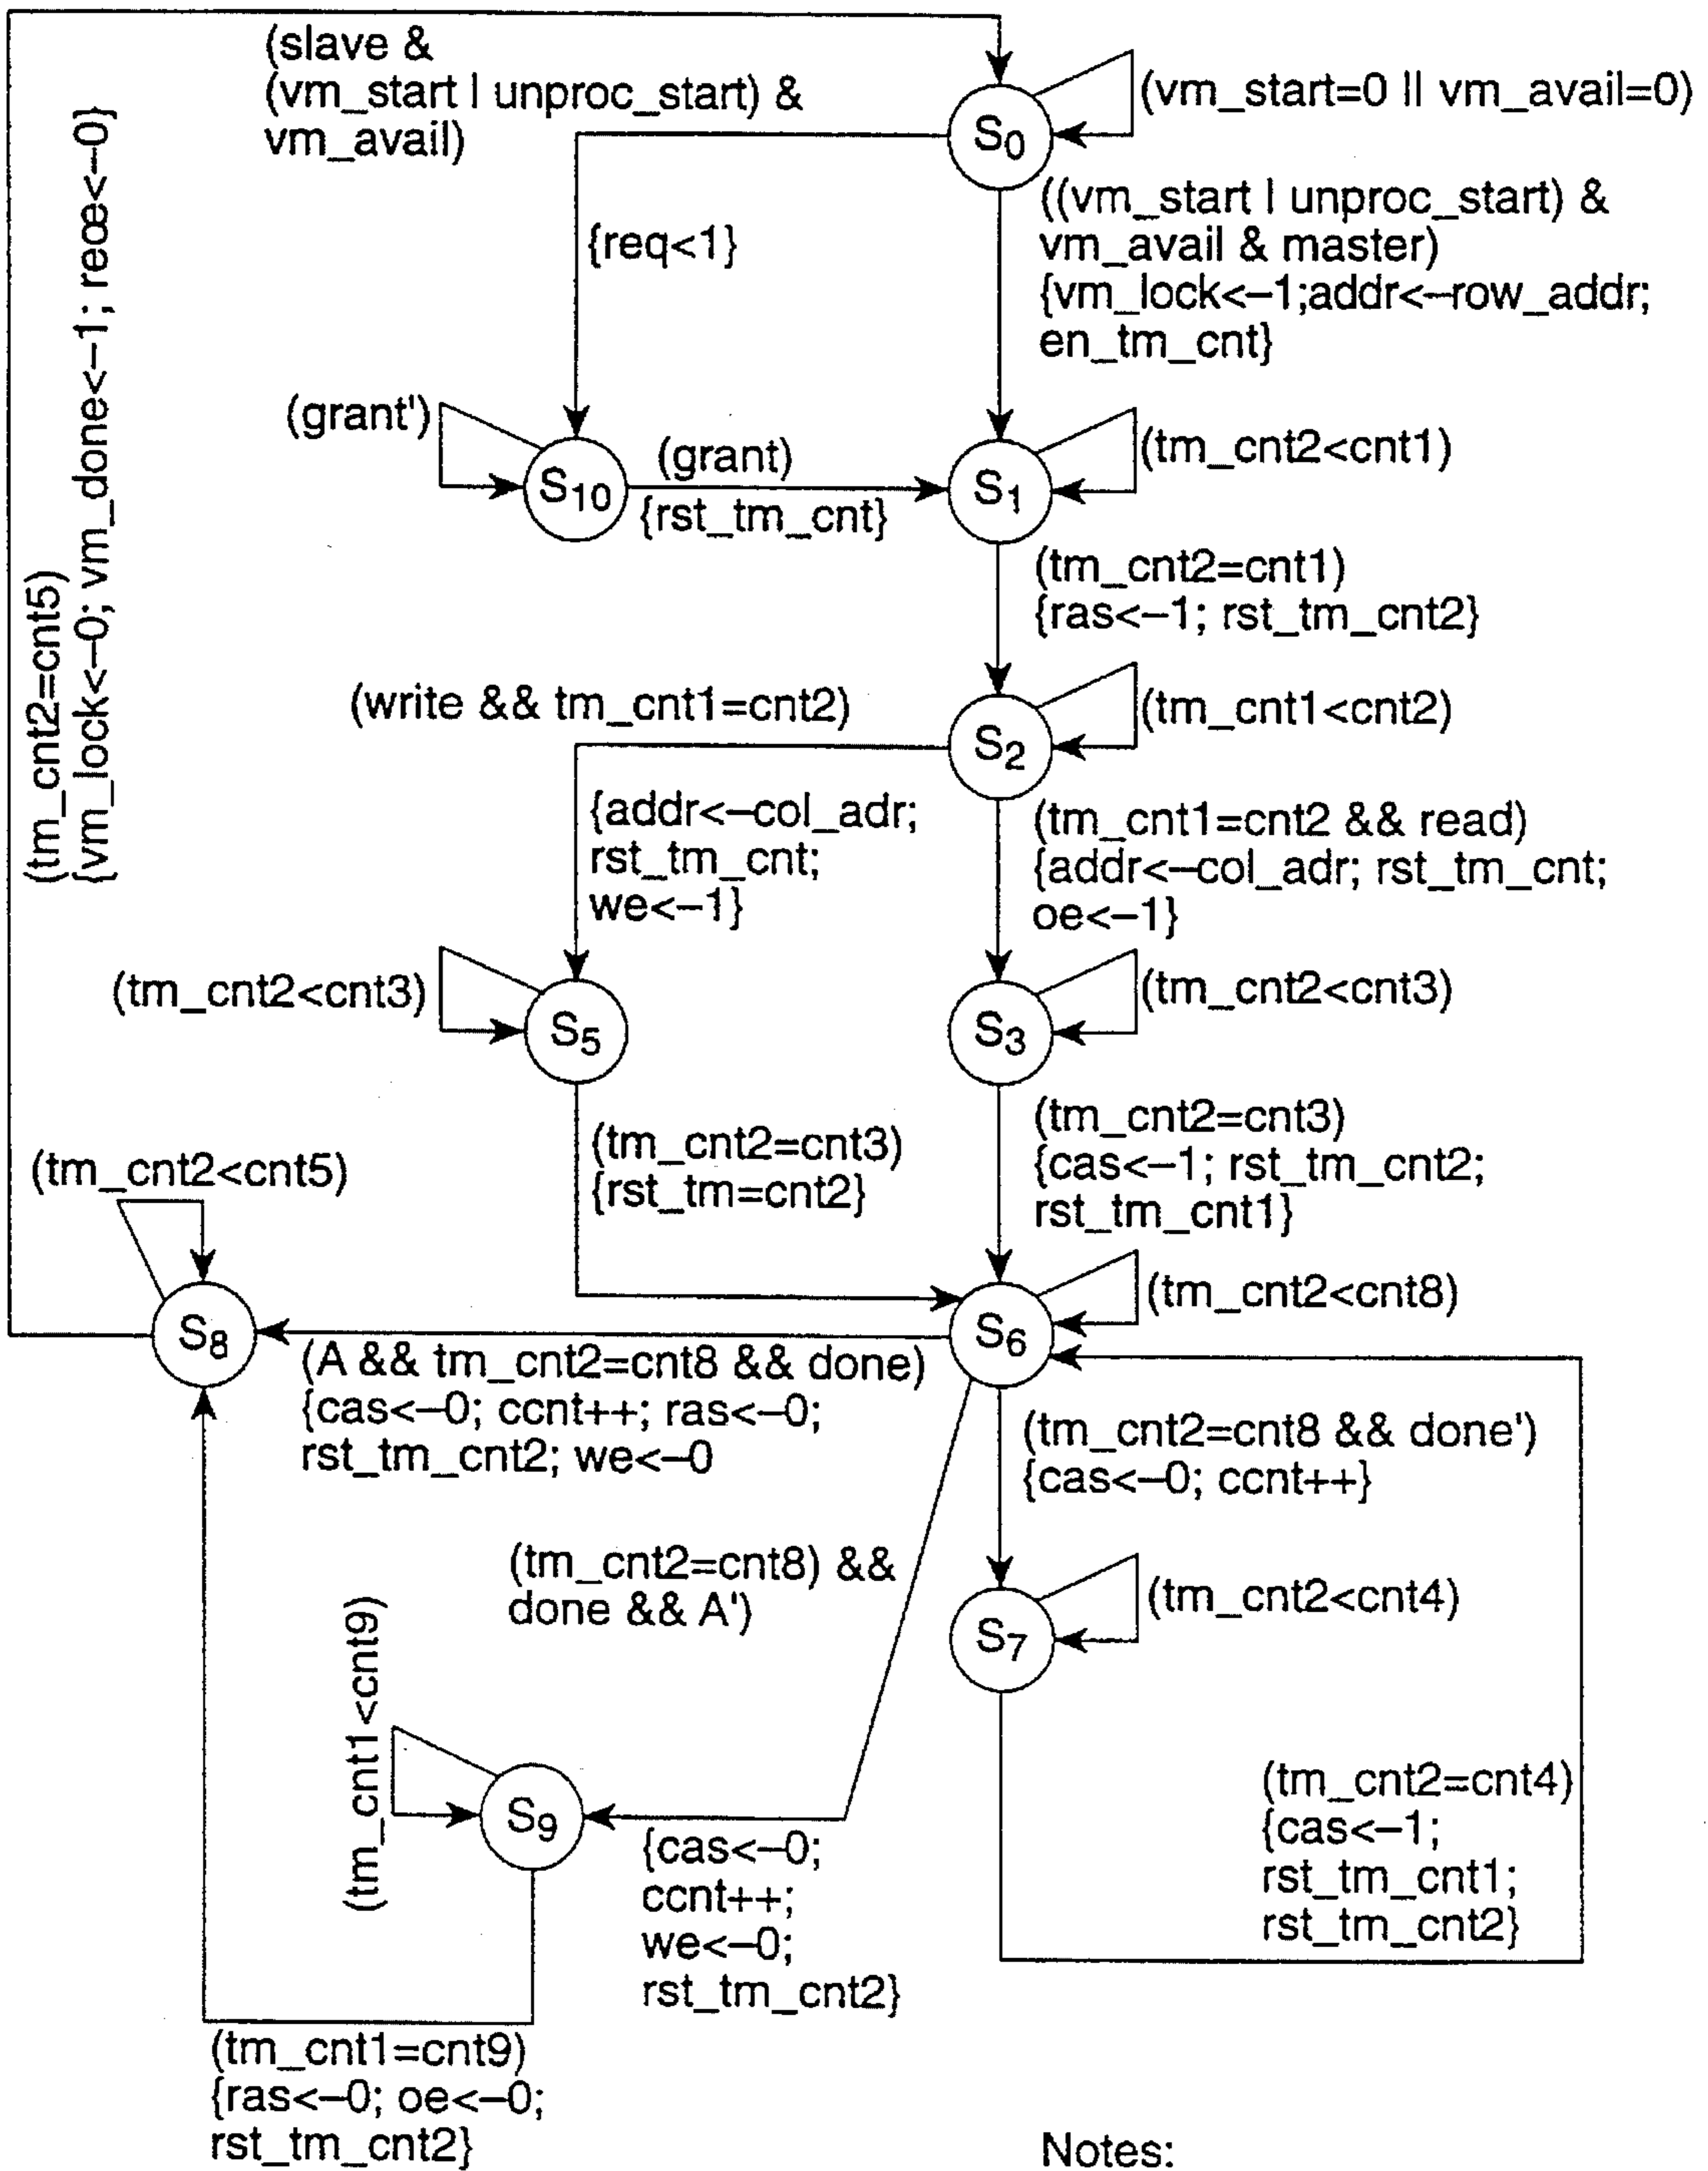 (slave &
(vm_start | unproc_start) &
vm_avail)
S0
(vm_start=0 || vm_avail=0)
{req<1}
((vm_start | unproc_start) &
vm_avail & master)
{vm_lock<–1;addr<–row_addr;
en_tm_cnt}
(tm_cnt2=cnt5)
{vm_lock<–0; vm_done<–1; reœ<–0}
(grant')
S10
(grant)
{rst_tm_cnt}
S1
(tm_cnt2<cnt1)
(tm_cnt2=cnt1)
{ras<–1; rst_tm_cnt2}
(write && tm_cnt1=cnt2)
S2
(tm_cnt1<cnt2)
{addr<–col_adr;
rst_tm_cnt;
we<–1}
(tm_cnt1=cnt2 && read)
{addr<–col_adr; rst_tm_cnt;
oe<–1}
(tm_cnt2<cnt3)
S5
S3
(tm_cnt2<cnt3)
(tm_cnt2=cnt3)
{rst_tm=cnt2}
(tm_cnt2=cnt3)
{cas<–1; rst_tm_cnt2;
rst_tm_cnt1}
(tm_cnt2<cnt5)
S8
S6
(tm_cnt2<cnt8)
(A && tm_cnt2=cnt8 && done)
{cas<–0; ccnt++; ras<–0;
rst_tm_cnt2; we<–0
(tm_cnt2=cnt8 && done')
{cas<–0; ccnt++}
(tm_cnt2=cnt8) &&
done && A')
S7
(tm_cnt2<cnt4)
(tm_cnt1<cnt9)
S9
{cas<–0;
ccnt++;
we<–0;
rst_tm_cnt2}
(tm_cnt2=cnt4)
{cas<–1;
rst_tm_cnt1;
rst_tm_cnt2}
(tm_cnt1=cnt9)
{ras<–0; oe<–0;
rst_tm_cnt2}
Notes: